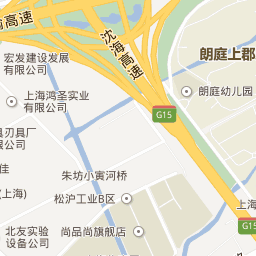 高速
沈海高速
宏发建设发展
有限公司
朗庭上郡
朗庭幼儿园
上海鸿圣实业
有限公司
G15
具刃具厂
限公司
佳
朱坊小寅河桥
(上海)
松沪工业B区
上海
北友实验
设备公司
尚品尚旗舰店
G15